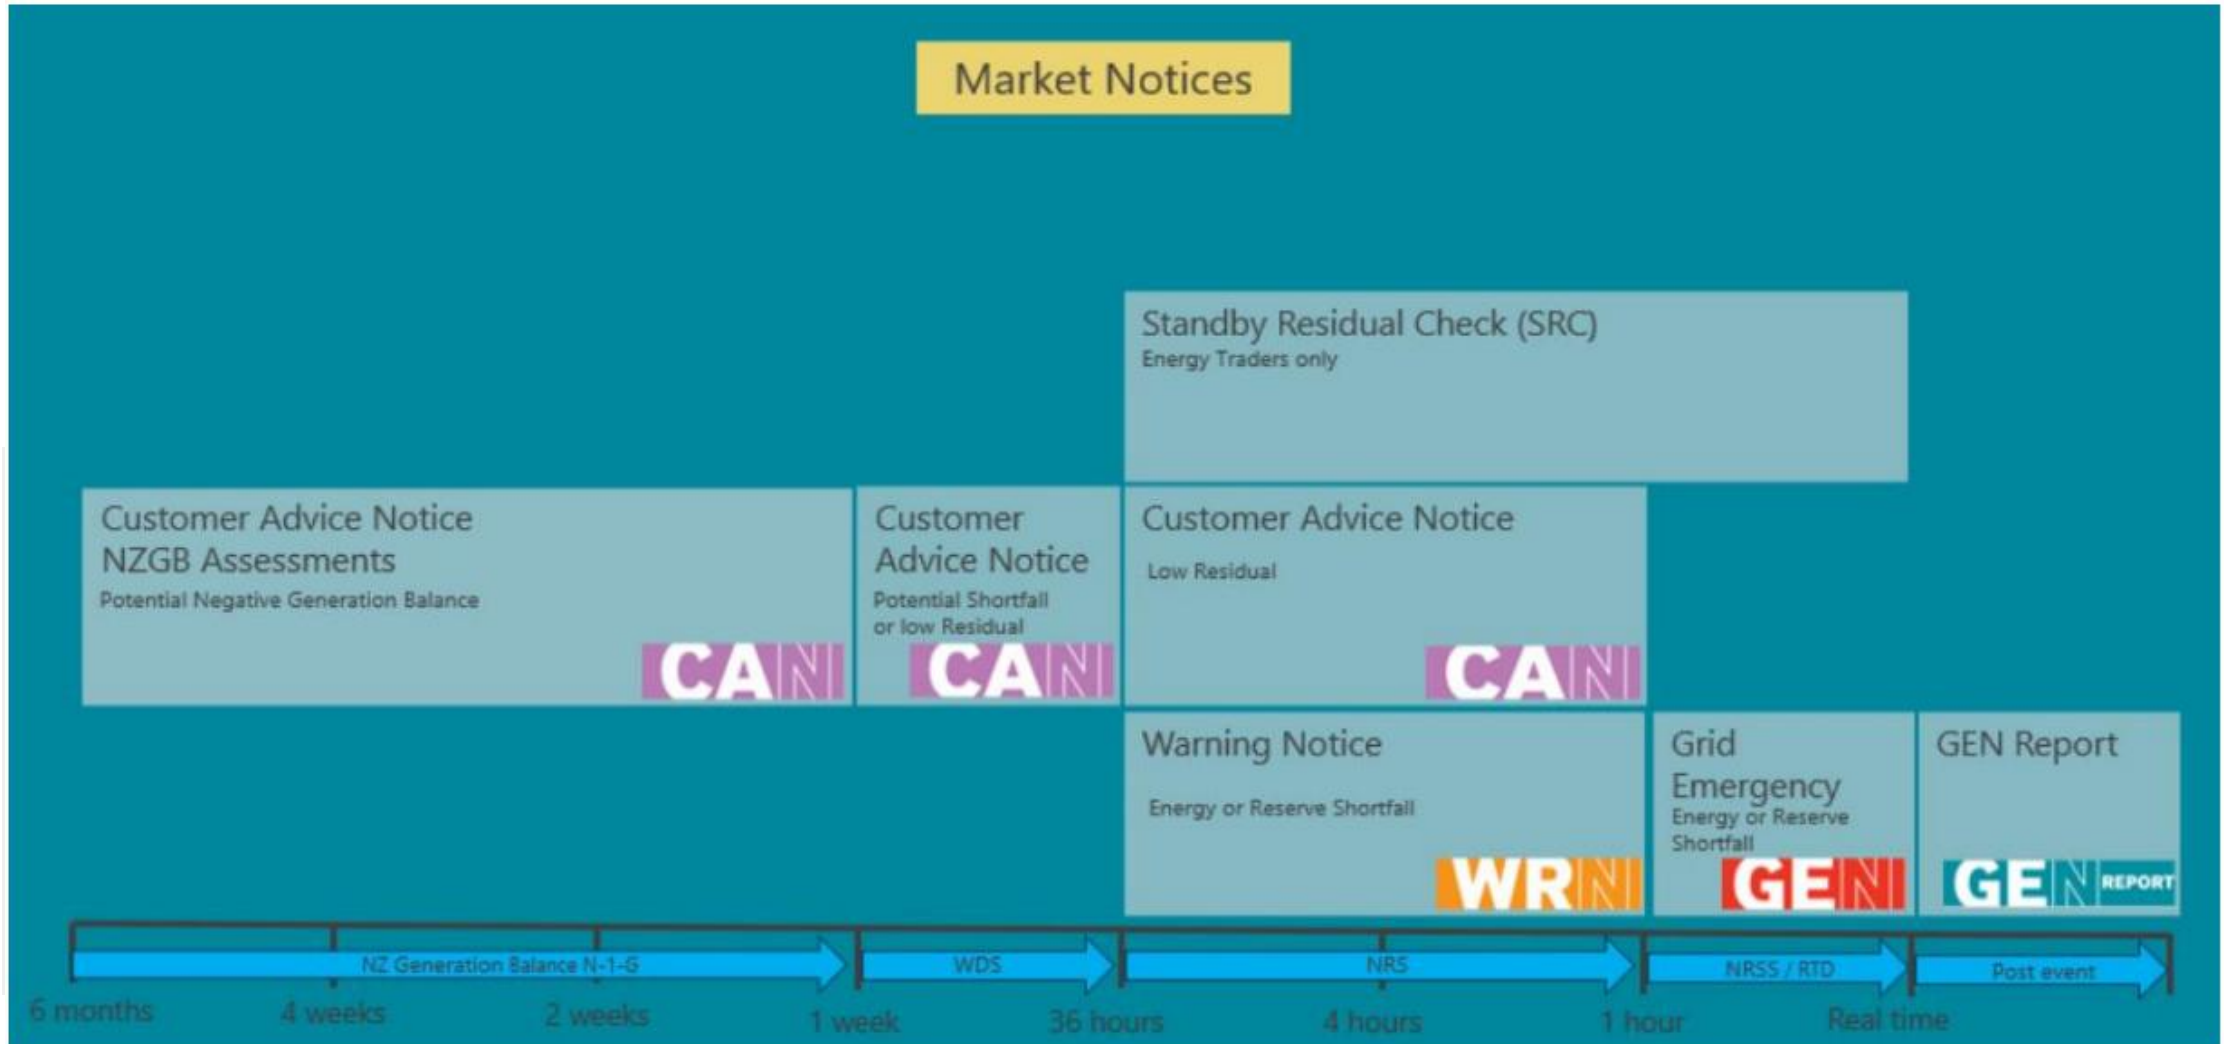 Market Notices
Standby Residual Check (SRC)
Energy Traders only
Customer Advice Notice
NZGB Assessments
Potential Negative Generation Balance
CAN
Customer
Advice Notice
Potential Shortfall
or low Residual
CAN
Customer Advice Notice
Low Residual
CAN
Warning Notice
Energy or Reserve Shortfall
WRN
Grid
Emergency
Energy or Reserve
Shortfall
GEN
GEN Report
GEN REPORT
NZ Generation Balance N-1-G
WDS
NRS
NRSS / RTD
Post event
6 months
4 weeks
2 weeks
1 week
36 hours
4 hours
1 hour
Real time